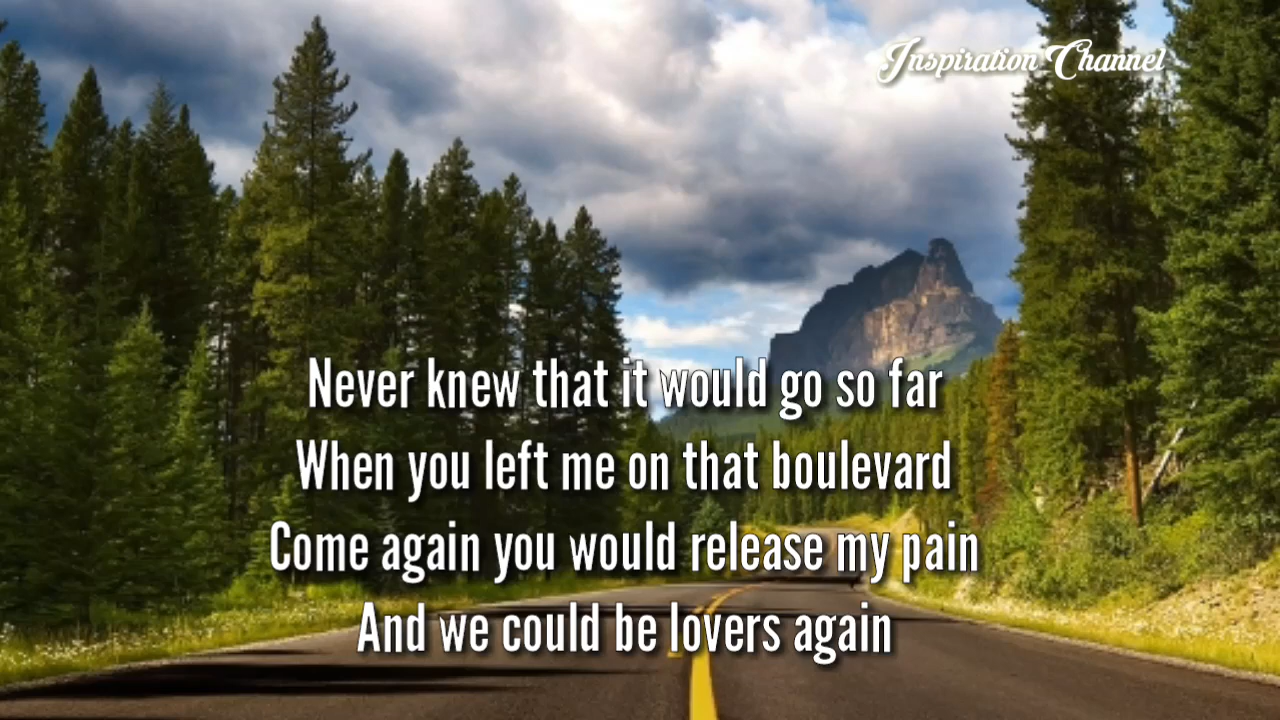 Inspiration Channel
Never knew that it would go so far
When you left me on that boulevard
Come again you would release my pain
And we could be lovers again